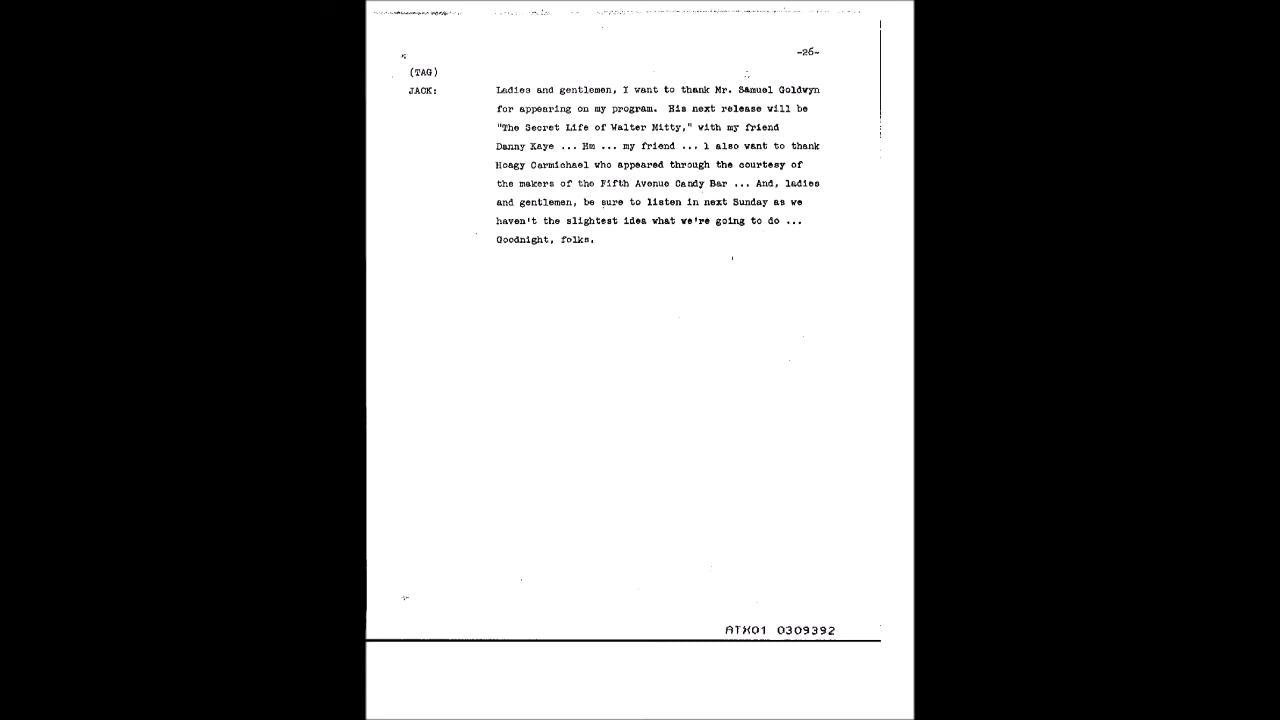 -26-
(TAG)
JACK: Ladies and gentlemen, I want to thank Mr. Samuel Goldwyn
for appearing on my program. His next release will be
"The Secret Life of Walter Mitty," with my friend
Danny Kaye ... Hm ... my friend ... I also want to thank
Hoagy Carmichael who appeared through the courtesy of
the makers of the Fifth Avenue Candy Bar ... And, ladies
and gentlemen, be sure to listen in next Sunday as we
haven't the slightest idea what we're going to do ...
Goodnight, folks.
ATX01 0309392